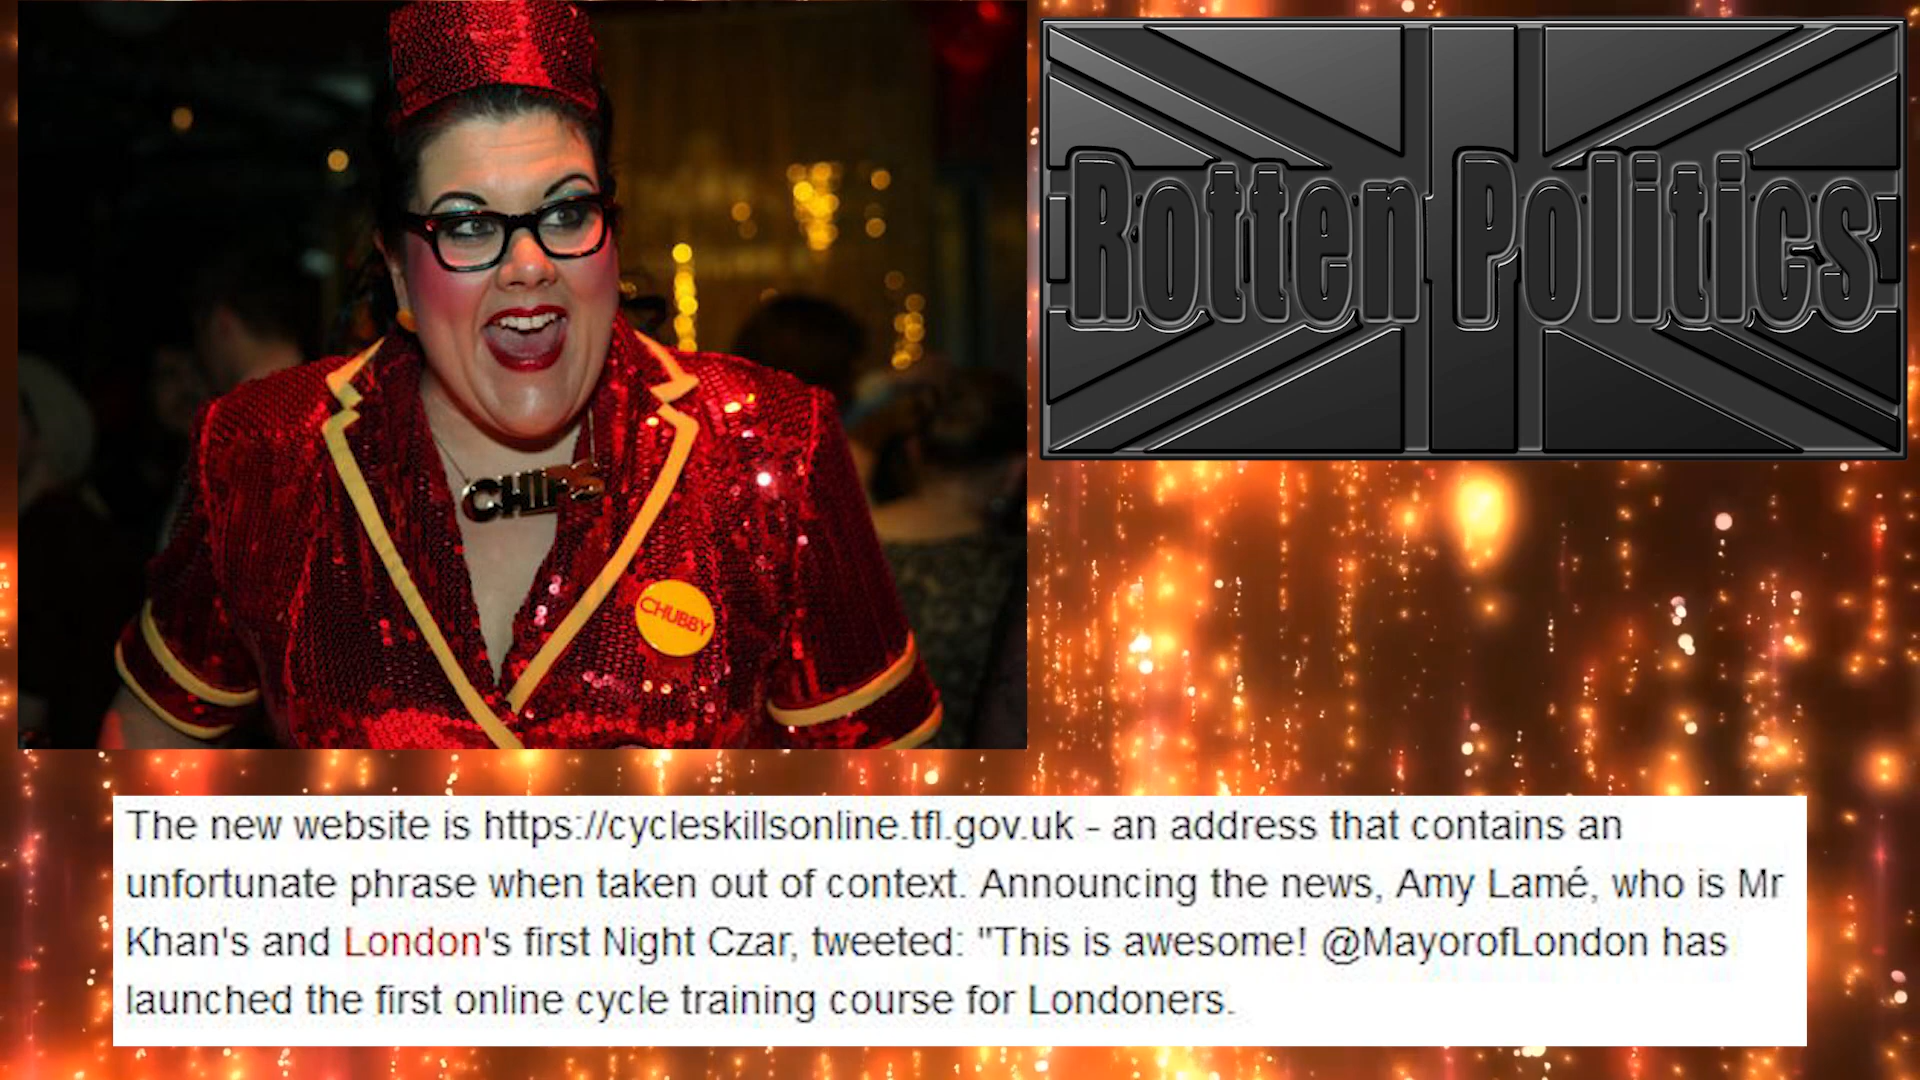 Rotten Politics
CHIPS
CHUBBY
The new website is https://cycleskillsonline.tfl.gov.uk - an address that contains an
unfortunate phrase when taken out of context. Announcing the news, Amy Lamé, who is Mr
Khan's and London's first Night Czar, tweeted: "This is awesome! @MayorofLondon has
launched the first online cycle training course for Londoners.